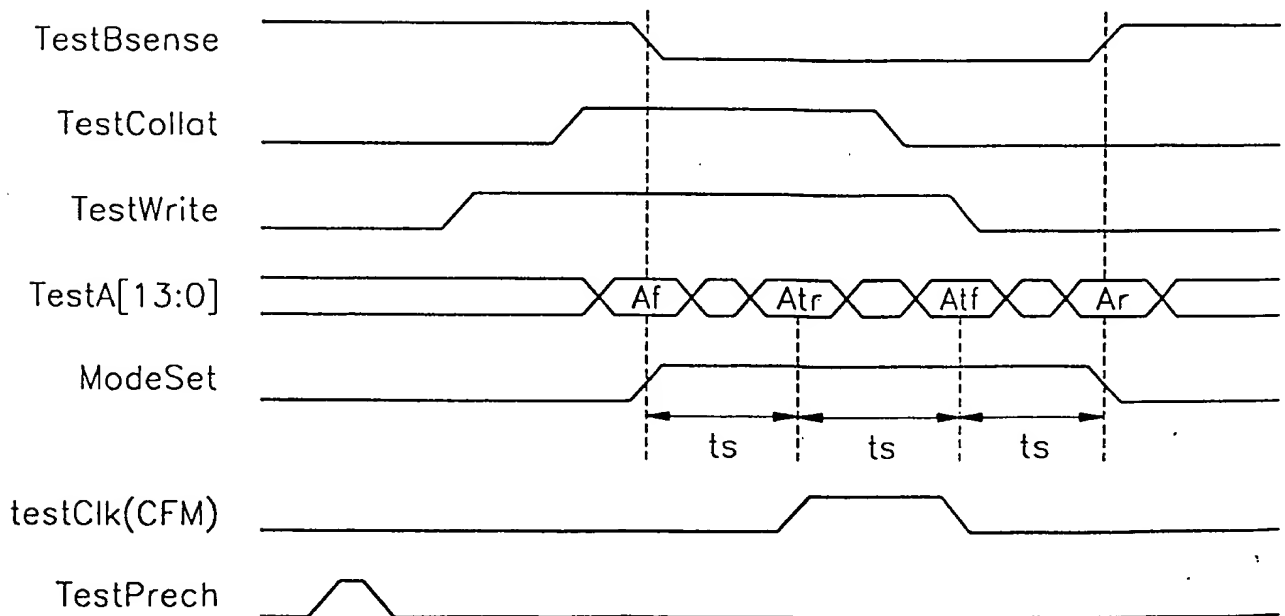 TestBsense
TestCollat
TestWrite
TestA[13:0] Af Atr Atf Ar
ModeSet
ts ts ts
testClk(CFM)
TestPrech